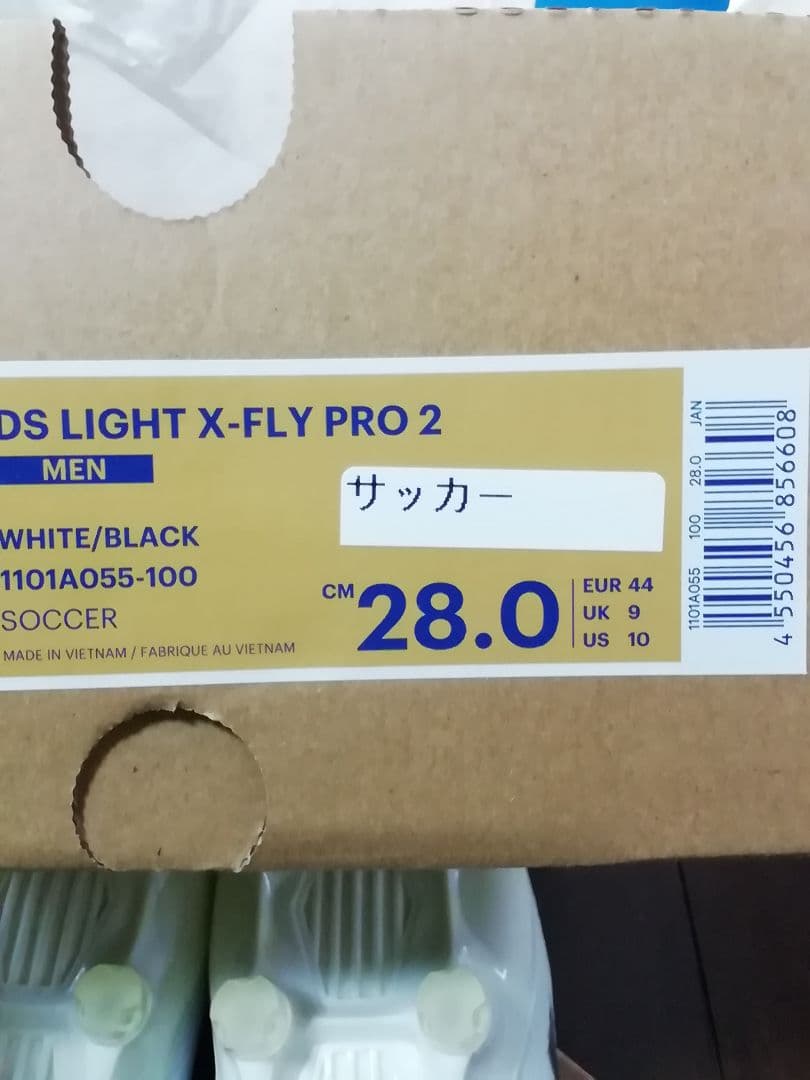 DS LIGHT X-FLY PRO 2
MEN
サッカー
WHITE/BLACK
1101A055-100
SOCCER
MADE IN VIETNAM / FABRIQUE AU VIETNAM
CM 28.0
EUR 44
UK 9
US 10
1101A055 100 28.0 JAN
4 550456 856608